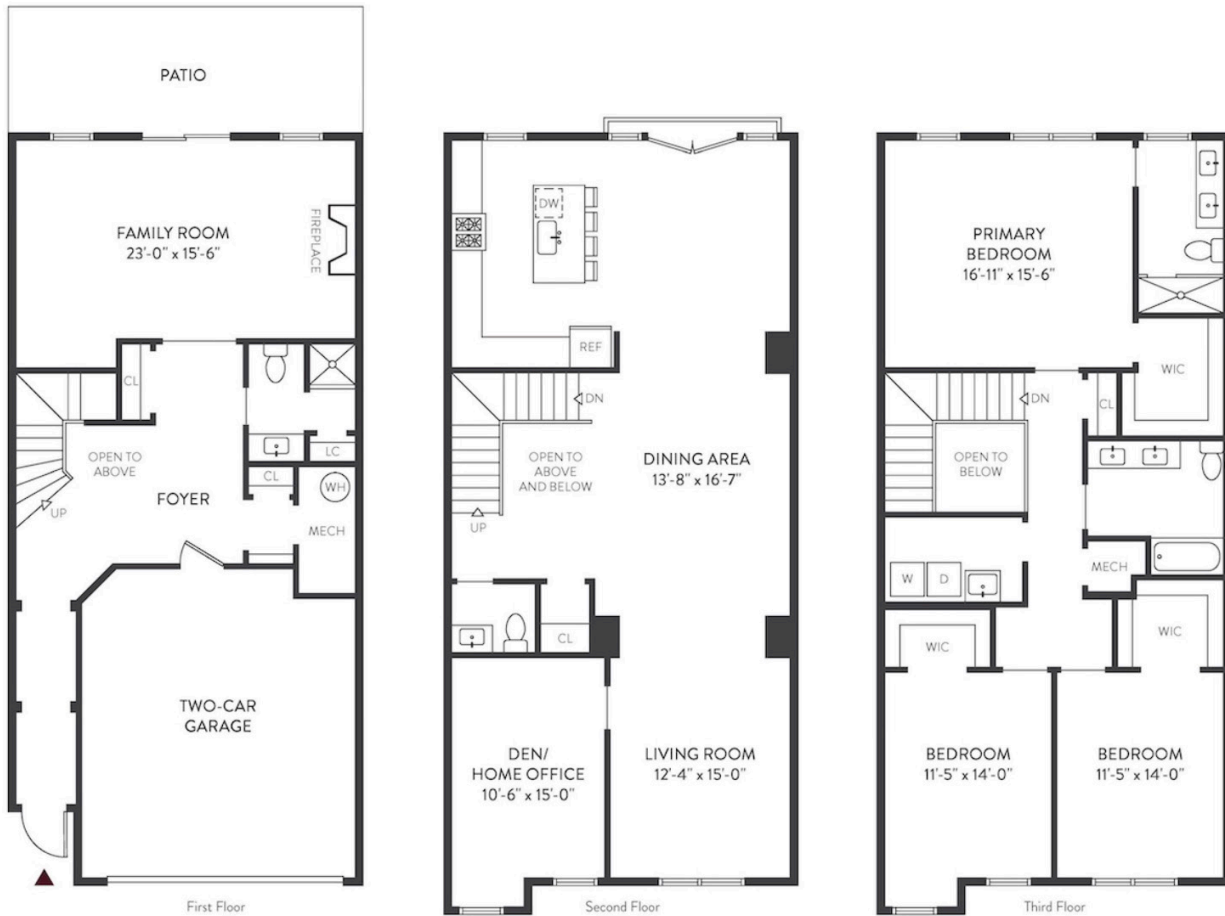 PATIO
FAMILY ROOM
23'-0" x 15'-6"
FIREPLACE
CL
OPEN TO
ABOVE
UP
FOYER
LC
CL
WH
MECH
TWO-CAR
GARAGE
First Floor
DW
REF
DN
OPEN TO
ABOVE
AND BELOW
UP
DINING AREA
13'-8" x 16'-7"
CL
DEN/
HOME OFFICE
10'-6" x 15'-0"
LIVING ROOM
12'-4" x 15'-0"
Second Floor
PRIMARY
BEDROOM
16'-11" x 15'-6"
WIC
DN
CL
OPEN TO
BELOW
W
D
MECH
WIC
WIC
BEDROOM
11'-5" x 14'-0"
BEDROOM
11'-5" x 14'-0"
Third Floor